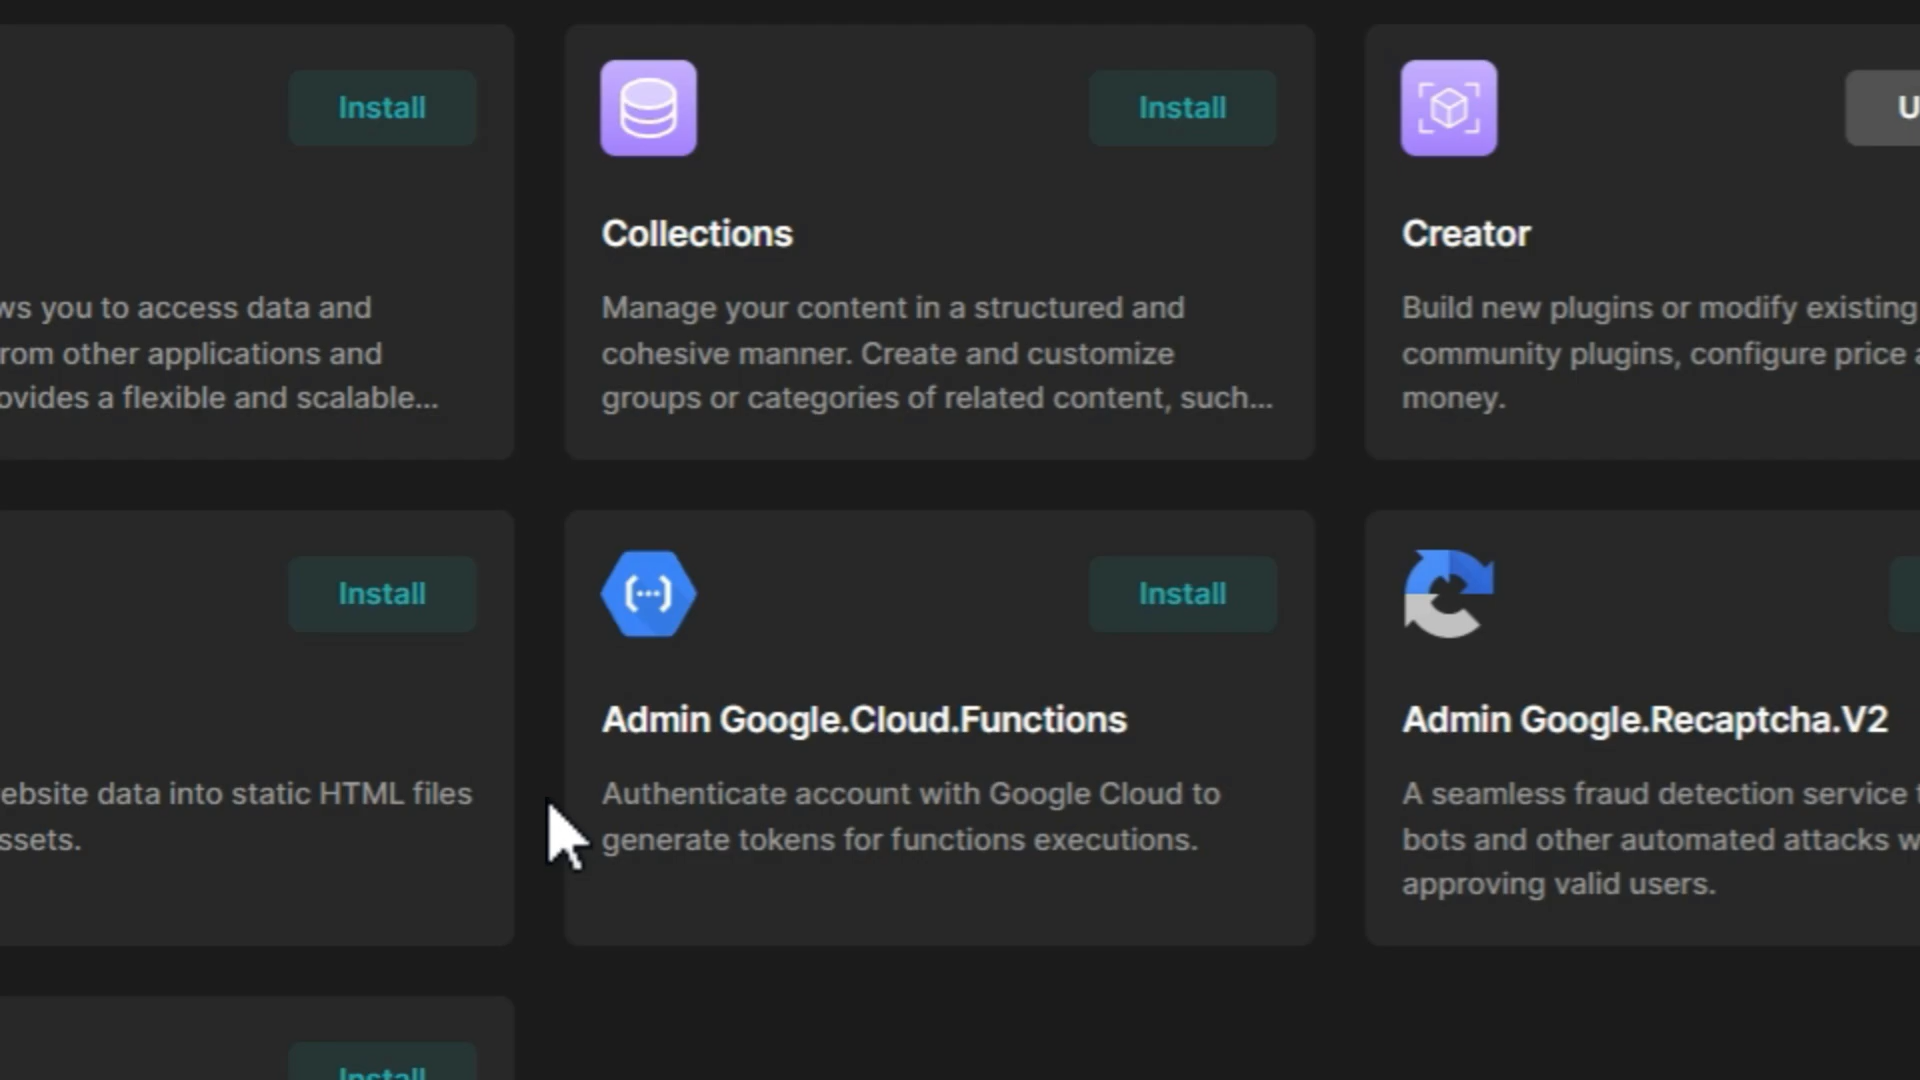 Install
ws you to access data and
rom other applications and
ovides a flexible and scalable...
Install
Collections
Manage your content in a structured and
cohesive manner. Create and customize
groups or categories of related content, such...
U
Creator
Build new plugins or modify existing
community plugins, configure price a
money.
Install
ebsite data into static HTML files
ssets.
Install
Admin Google.Cloud.Functions
Authenticate account with Google Cloud to
generate tokens for functions executions.
Admin Google.Recaptcha.V2
A seamless fraud detection service t
bots and other automated attacks w
approving valid users.
Install